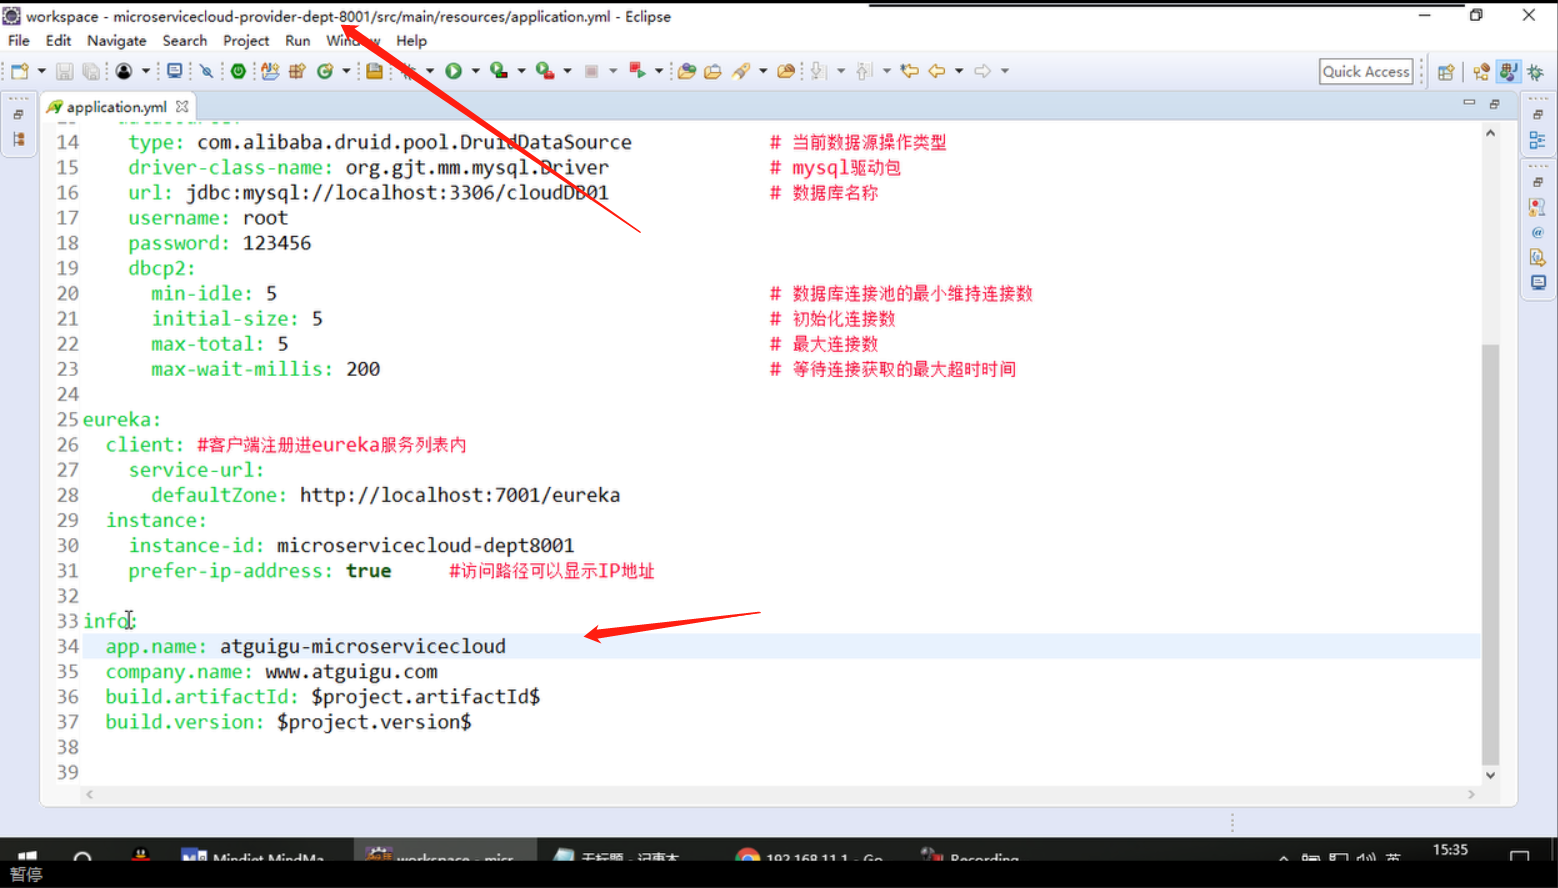 workspace - microservicecloud-provider-dept-8001/src/main/resources/application.yml - Eclipse
File Edit Navigate Search Project Run Window Help
Quick Access
application.yml
14 type: com.alibaba.druid.pool.DruidDataSource # 当前数据源操作类型
15 driver-class-name: org.gjt.mm.mysql.Driver # mysql驱动包
16 url: jdbc:mysql://localhost:3306/cloudDB01 # 数据库名称
17 username: root
18 password: 123456
19 dbcp2:
20 min-idle: 5 # 数据库连接池的最小维持连接数
21 initial-size: 5 # 初始化连接数
22 max-total: 5 # 最大连接数
23 max-wait-millis: 200 # 等待连接获取的最大超时时间
24
25 eureka:
26 client: #客户端注册进eureka服务列表内
27 service-url:
28 defaultZone: http://localhost:7001/eureka
29 instance:
30 instance-id: microservicecloud-dept8001
31 prefer-ip-address: true #访问路径可以显示IP地址
32
33 info:
34 app.name: atguigu-microservicecloud
35 company.name: www.atguigu.com
36 build.artifactId: $project.artifactId$
37 build.version: $project.version$
38
39
Mindjet MindMa... workspace - micr... 无标题 - 记事本 192.168.11.1 - Go... Recording... 英 15:35
暂停